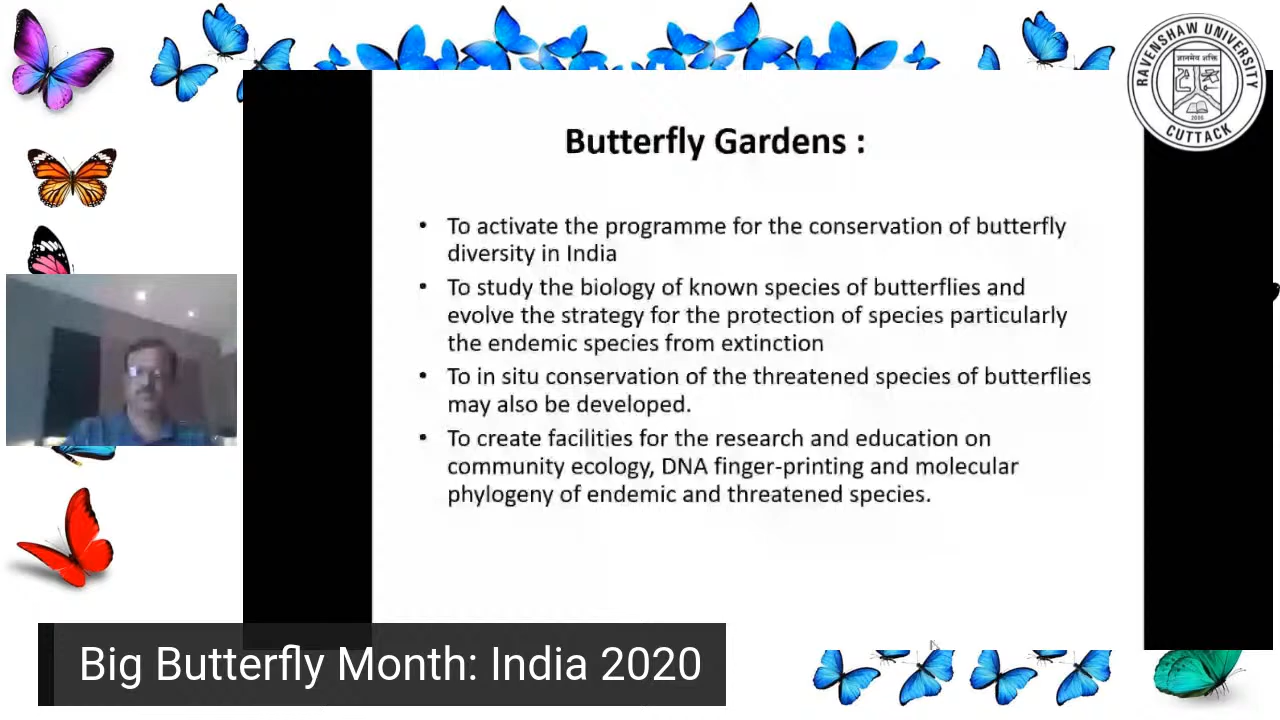 RAVENSHAW UNIVERSITY
ज्ञानमेव शक्ति
2006
CUTTACK
Butterfly Gardens :
• To activate the programme for the conservation of butterfly
diversity in India
• To study the biology of known species of butterflies and
evolve the strategy for the protection of species particularly
the endemic species from extinction
• To in situ conservation of the threatened species of butterflies
may also be developed.
• To create facilities for the research and education on
community ecology, DNA finger-printing and molecular
phylogeny of endemic and threatened species.
Big Butterfly Month: India 2020